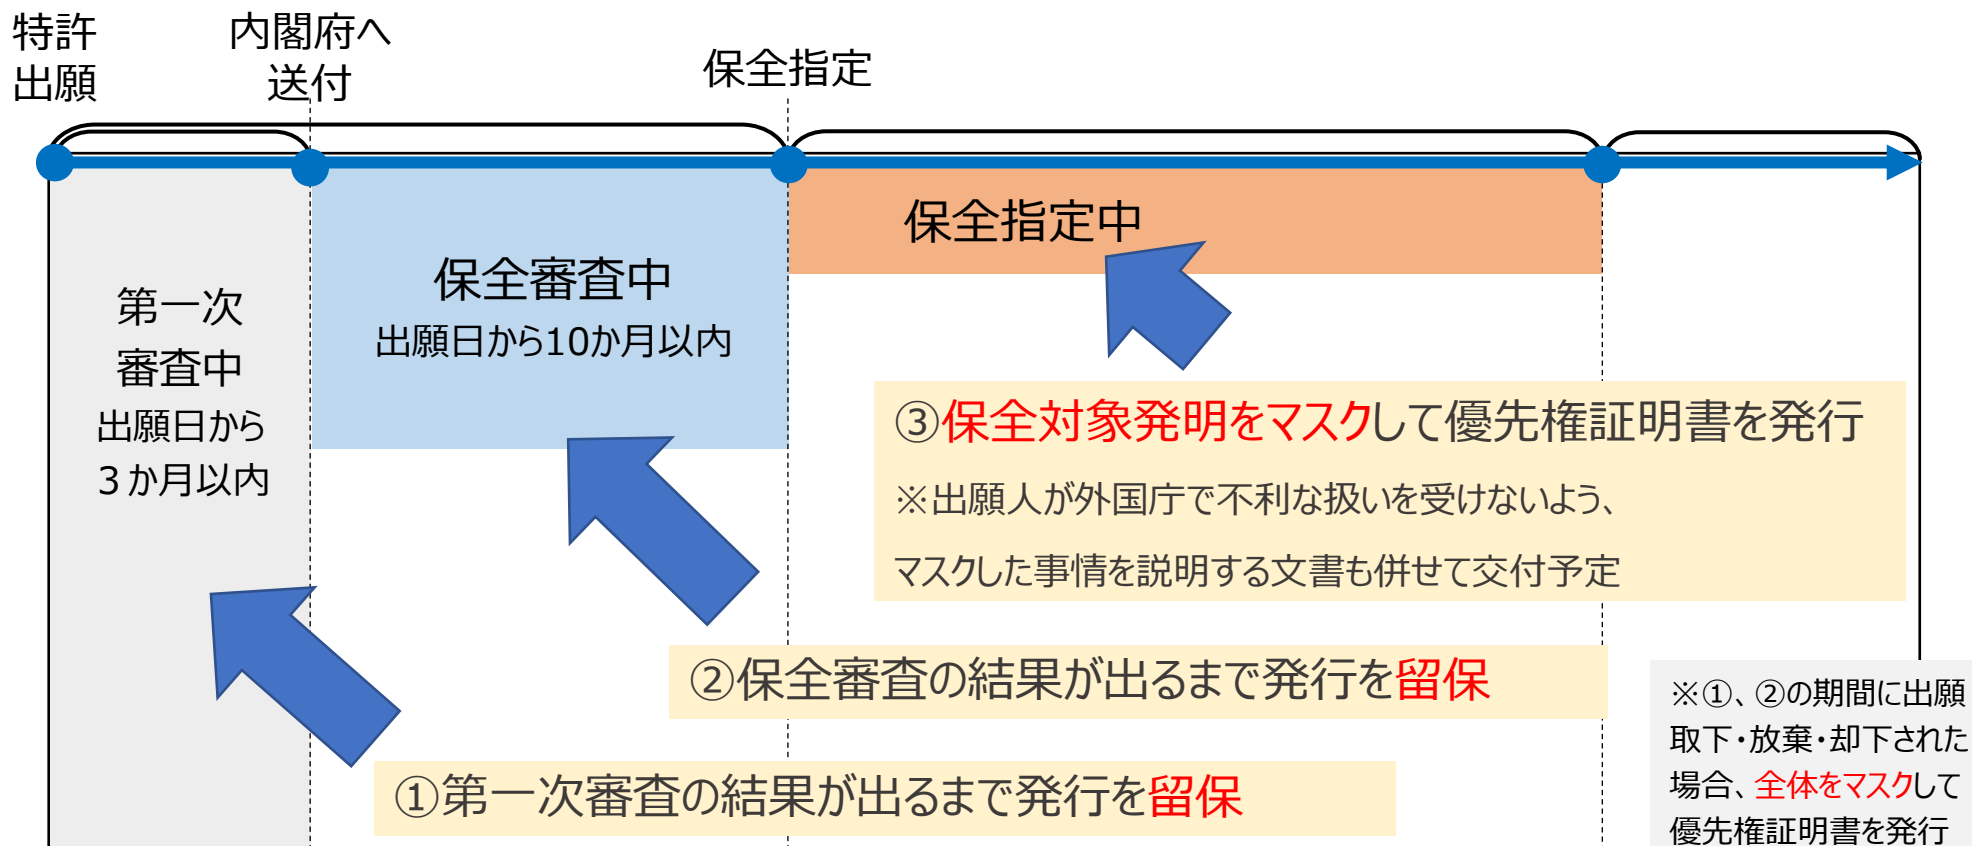 特許
出願
内閣府へ
送付
保全指定
保全指定中
保全審査中
出願日から10か月以内
第一次
審査中
出願日から
３か月以内
③保全対象発明をマスクして優先権証明書を発行
※出願人が外国庁で不利な扱いを受けないよう、
マスクした事情を説明する文書も併せて交付予定
②保全審査の結果が出るまで発行を留保
①第一次審査の結果が出るまで発行を留保
※①、②の期間に出願
取下・放棄・却下された
場合、全体をマスクして
優先権証明書を発行